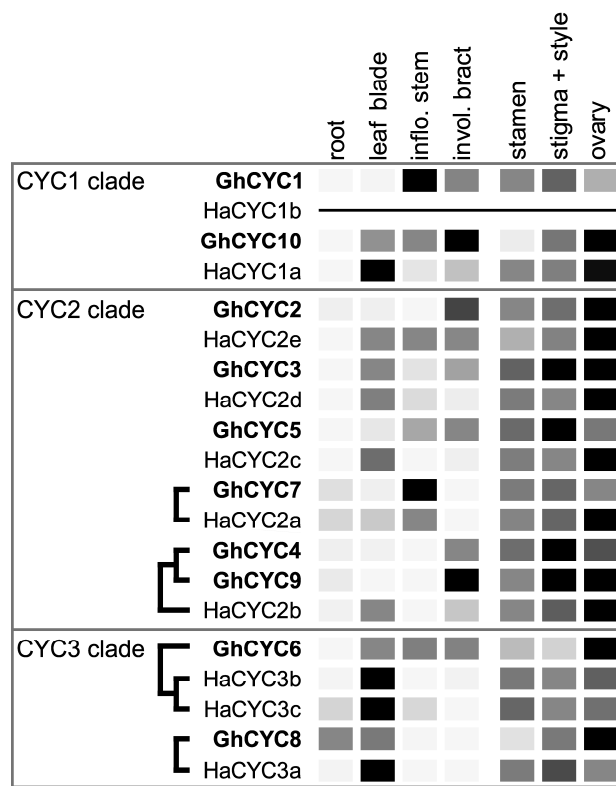 root
leaf blade
inflo. stem
invol. bract
stamen
stigma + style
ovary
CYC1 clade
GhCYC1
HaCYC1b
GhCYC10
HaCYC1a
CYC2 clade
GhCYC2
HaCYC2e
GhCYC3
HaCYC2d
GhCYC5
HaCYC2c
GhCYC7
HaCYC2a
GhCYC4
GhCYC9
HaCYC2b
CYC3 clade
GhCYC6
HaCYC3b
HaCYC3c
GhCYC8
HaCYC3a